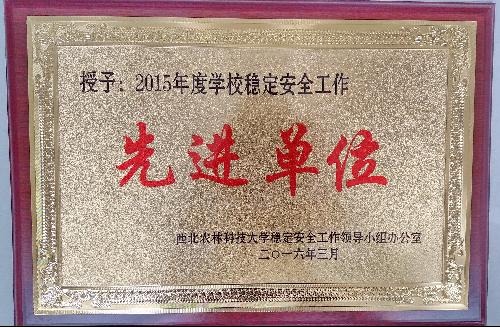 授予：2015年度学校稳定安全工作
先进单位
西北农林科技大学稳定安全工作领导小组办公室
二〇一六年三月